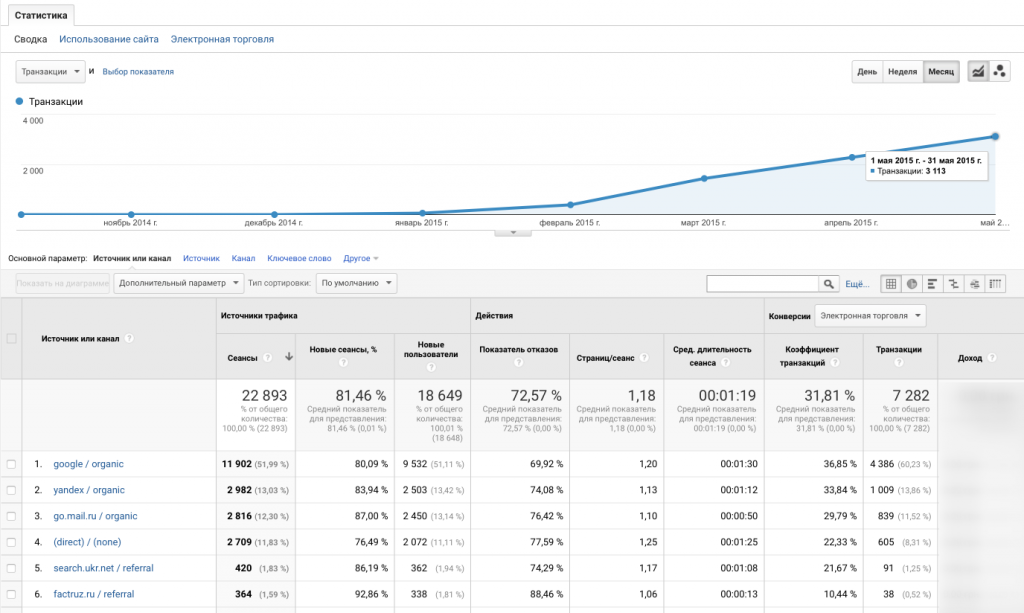 Статистика
Сводка Использование сайта Электронная торговля
Транзакции и Выбор показателя День Неделя Месяц
Транзакции
4 000
2 000
1 мая 2015 г. - 31 мая 2015 г.
Транзакции: 3 113
ноябрь 2014 г. декабрь 2014 г. январь 2015 г. февраль 2015 г. март 2015 г. апрель 2015 г. май 2...
Основной параметр: Источник или канал Источник Канал Ключевое слово Другое
Показать на диаграмме Дополнительный параметр Тип сортировки: По умолчанию Ещё...
Источник или канал ? Источники трафика Действия Конверсии Электронная торговля
Сеансы ? Новые сеансы, % ? Новые пользователи ? Показатель отказов ? Страниц/сеанс ? Сред. длительность сеанса ? Коэффициент транзакций ? Транзакции ? Доход ?
22 893 81,46 % 18 649 72,57 % 1,18 00:01:19 31,81 % 7 282
% от общего количества: 100,00 % (22 893) Средний показатель для представления: 81,46 % (0,01 %) % от общего количества: 100,01 % (18 648) Средний показатель для представления: 72,57 % (0,00 %) Средний показатель для представления: 1,18 (0,00 %) Средний показатель для представления: 00:01:19 (0,00 %) Средний показатель для представления: 31,81 % (0,00 %) % от общего количества: 100,00 % (7 282)
1. google / organic 11 902 (51,99 %) 80,09 % 9 532 (51,11 %) 69,92 % 1,20 00:01:30 36,85 % 4 386 (60,23 %)
2. yandex / organic 2 982 (13,03 %) 83,94 % 2 503 (13,42 %) 74,08 % 1,13 00:01:12 33,84 % 1 009 (13,86 %)
3. go.mail.ru / organic 2 816 (12,30 %) 87,00 % 2 450 (13,14 %) 76,42 % 1,10 00:00:50 29,79 % 839 (11,52 %)
4. (direct) / (none) 2 709 (11,83 %) 76,49 % 2 072 (11,11 %) 77,59 % 1,25 00:01:25 22,33 % 605 (8,31 %)
5. search.ukr.net / referral 420 (1,83 %) 86,19 % 362 (1,94 %) 74,29 % 1,17 00:01:08 21,67 % 91 (1,25 %)
6. factruz.ru / referral 364 (1,59 %) 92,86 % 338 (1,81 %) 88,46 % 1,06 00:00:13 10,44 % 38 (0,52 %)